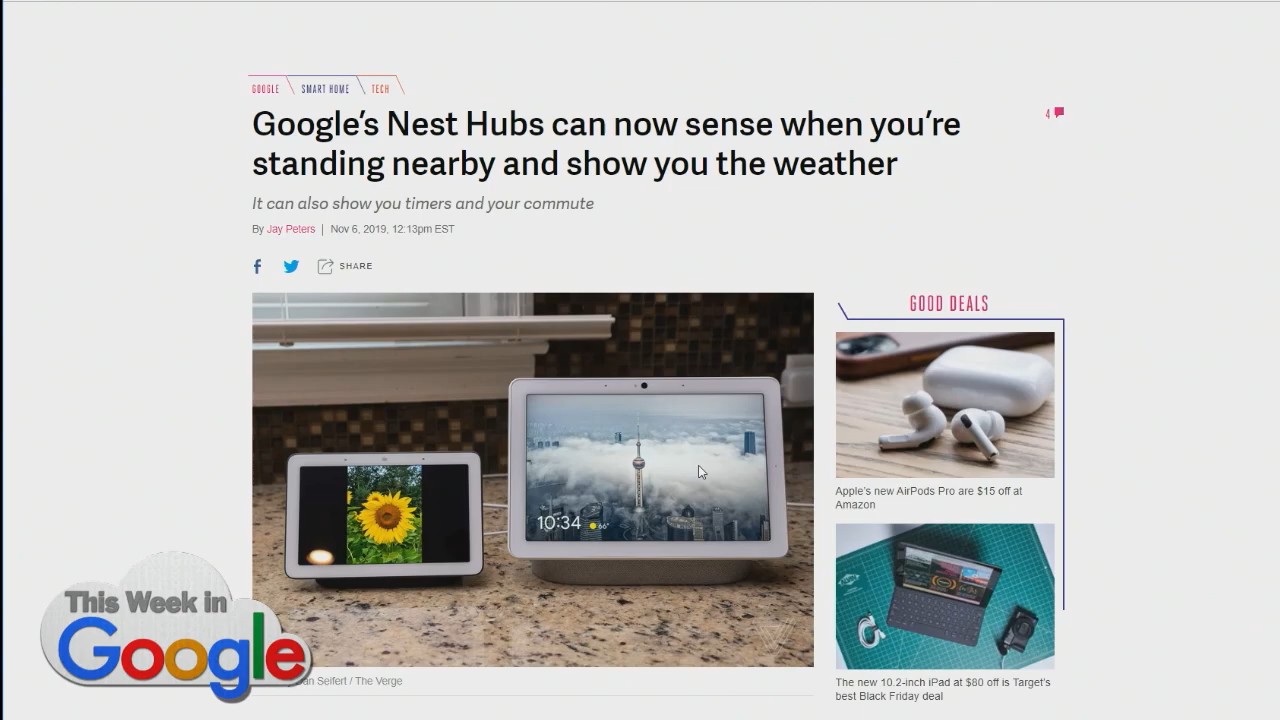 GOOGLE
SMART HOME
TECH
Google's Nest Hubs can now sense when you're
standing nearby and show you the weather
4
It can also show you timers and your commute
By Jay Peters | Nov 6, 2019, 12:13pm EST
SHARE
GOOD DEALS
10:34
66°
Apple's new AirPods Pro are $15 off at
Amazon
This Week in
Google
Dan Seifert / The Verge
The new 10.2-inch iPad at $80 off is Target's
best Black Friday deal